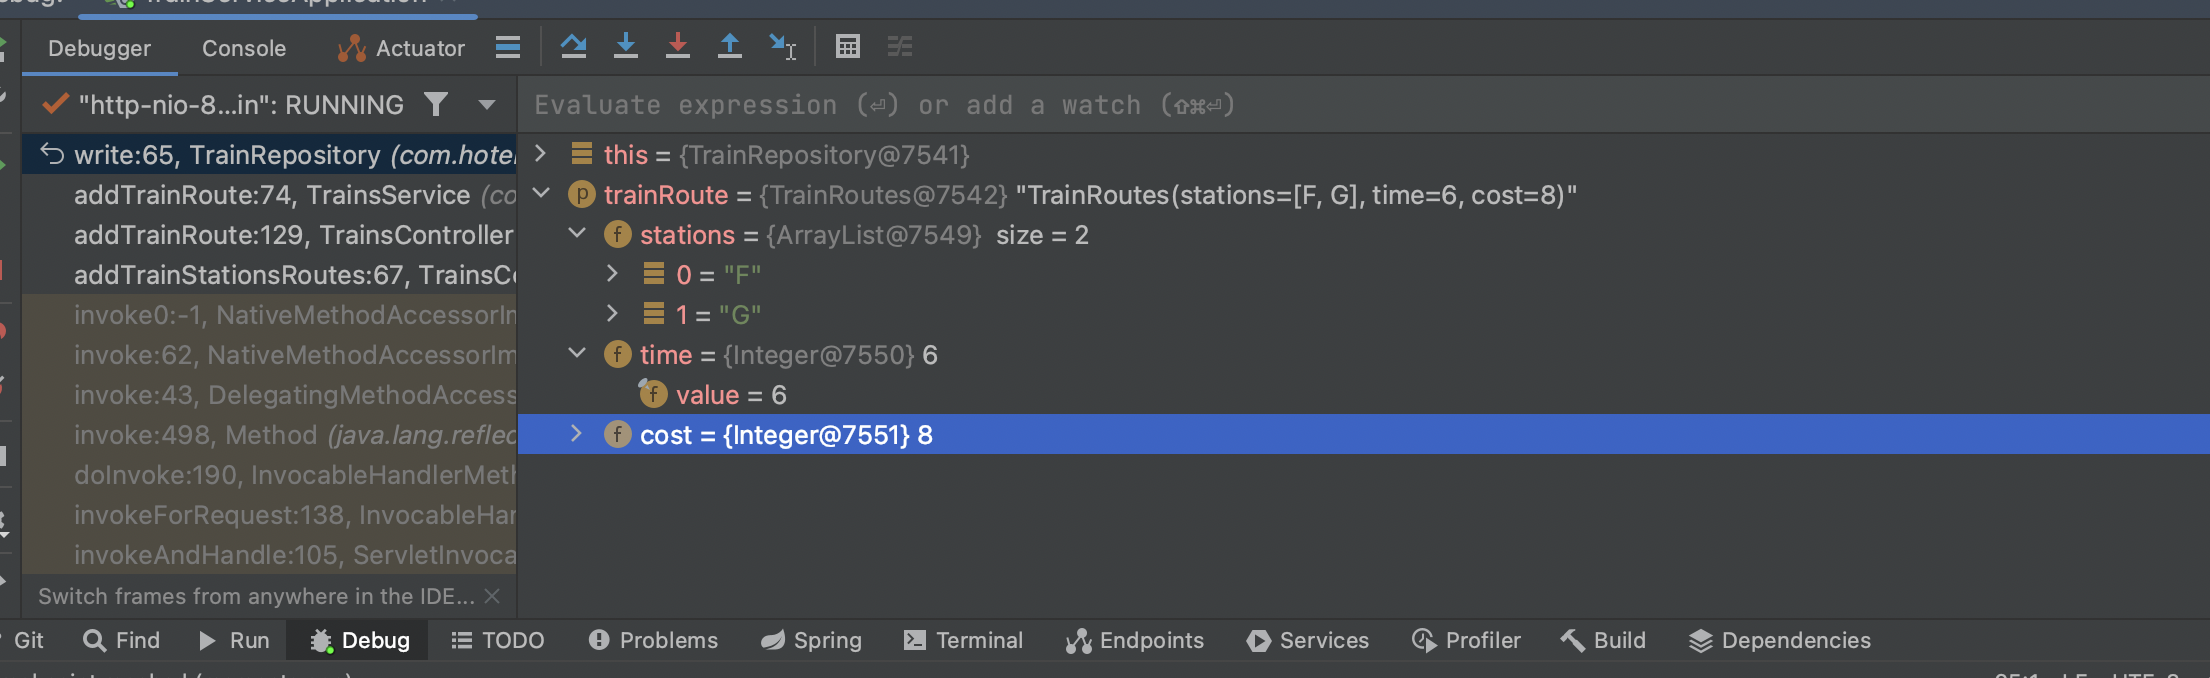 Debugger Console Actuator
"http-nio-8...in": RUNNING
Evaluate expression (⏎) or add a watch (⇧⌘⏎)
write:65, TrainRepository (com.hote
addTrainRoute:74, TrainsService (co
addTrainRoute:129, TrainsController
addTrainStationsRoutes:67, TrainsCo
invoke0:-1, NativeMethodAccessorIm
invoke:62, NativeMethodAccessorIm
invoke:43, DelegatingMethodAccess
invoke:498, Method (java.lang.reflec
doInvoke:190, InvocableHandlerMeth
invokeForRequest:138, InvocableHar
invokeAndHandle:105, ServletInvoca
Switch frames from anywhere in the IDE...
this = {TrainRepository@7541}
p trainRoute = {TrainRoutes@7542} "TrainRoutes(stations=[F, G], time=6, cost=8)"
f stations = {ArrayList@7549} size = 2
0 = "F"
1 = "G"
f time = {Integer@7550} 6
f value = 6
f cost = {Integer@7551} 8
Git Find Run Debug TODO Problems Spring Terminal Endpoints Services Profiler Build Dependencies